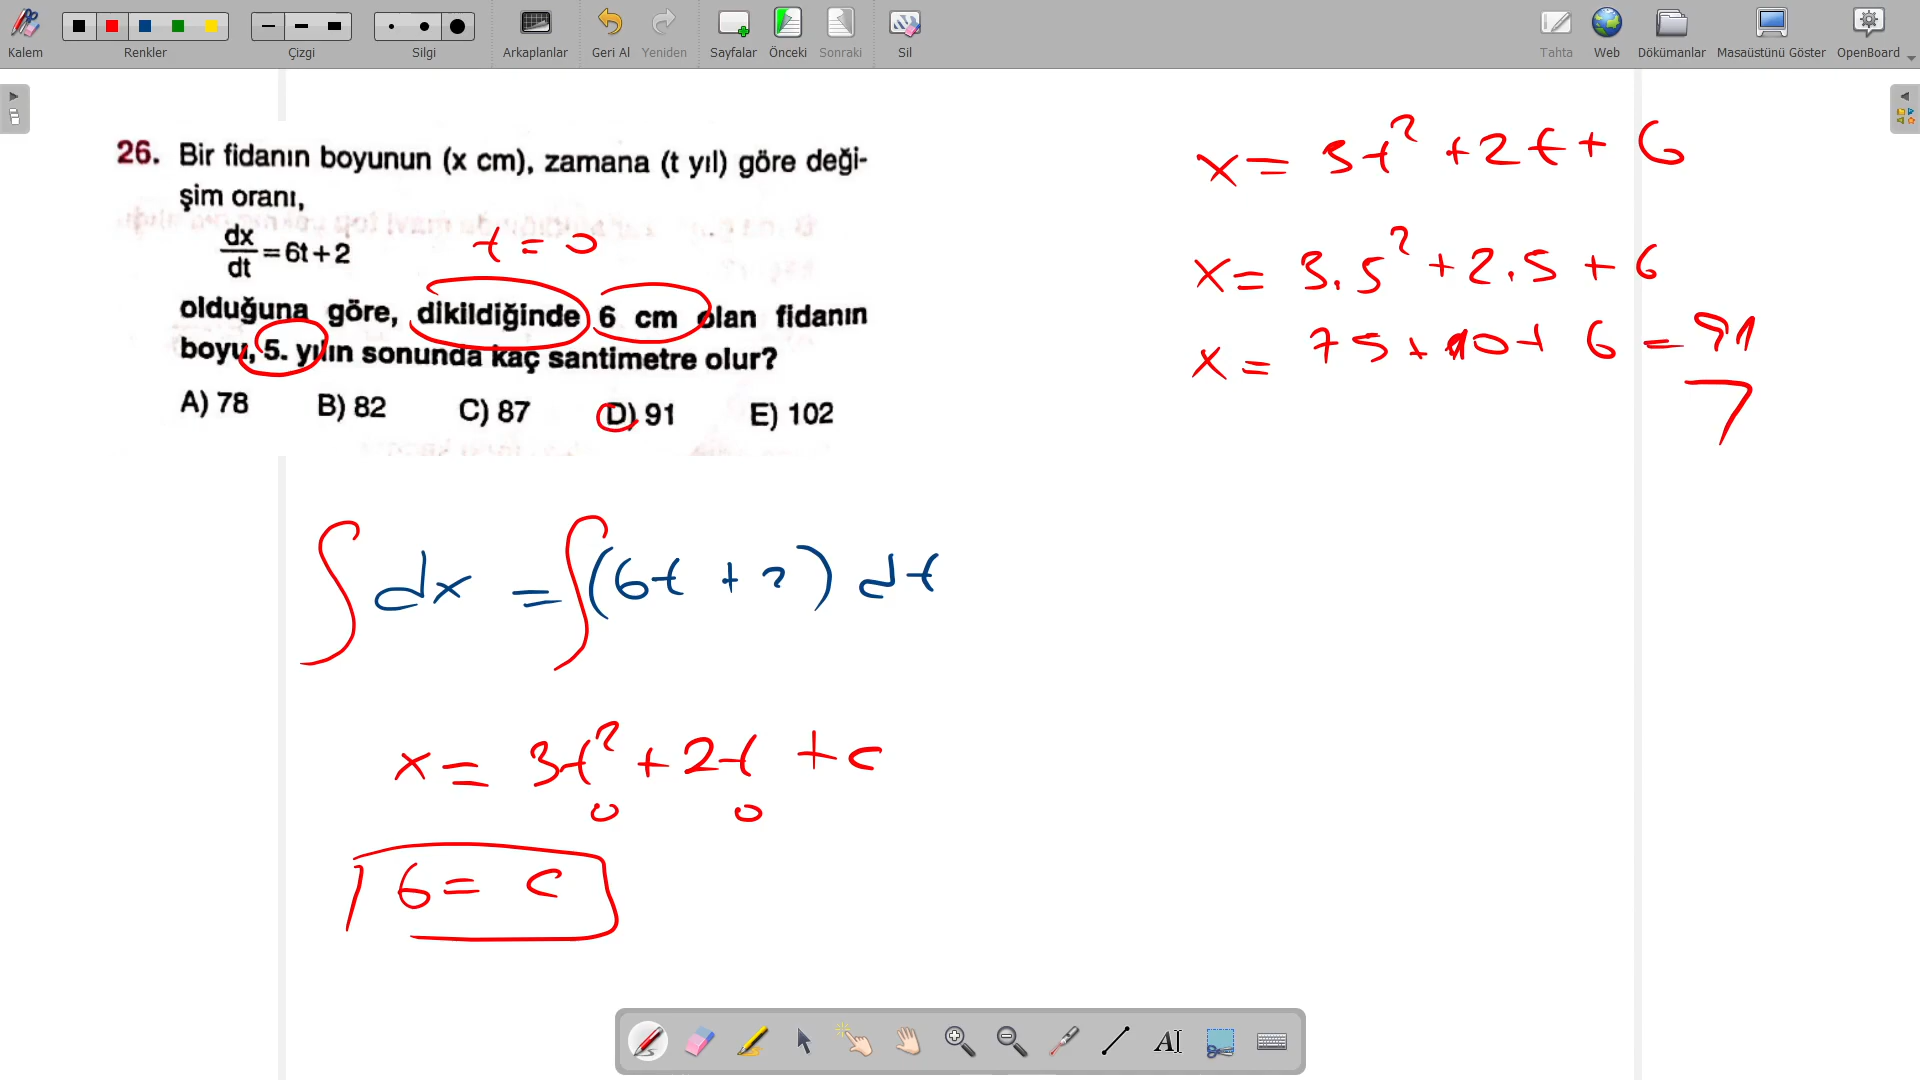 Kalem Renkler Çizgi Silgi Arkaplanlar Geri Al Yeniden Sayfalar Önceki Sonraki Sil Tahta Web Dökümanlar Masaüstünü Göster OpenBoard
26. Bir fidanın boyunun (x cm), zamana (t yıl) göre deği-
şim oranı,
dx/dt = 6t + 2
t = 0
olduğuna göre, dikildiğinde 6 cm olan fidanın
boyu, 5. yılın sonunda kaç santimetre olur?
A) 78 B) 82 C) 87 D) 91 E) 102
∫ dx = ∫ (6t + 2) dt
x = 3t² + 2t + c
0 0
6 = c
x = 3t² + 2t + 6
x = 3.5² + 2.5 + 6
x = 75 + 10 + 6 = 91